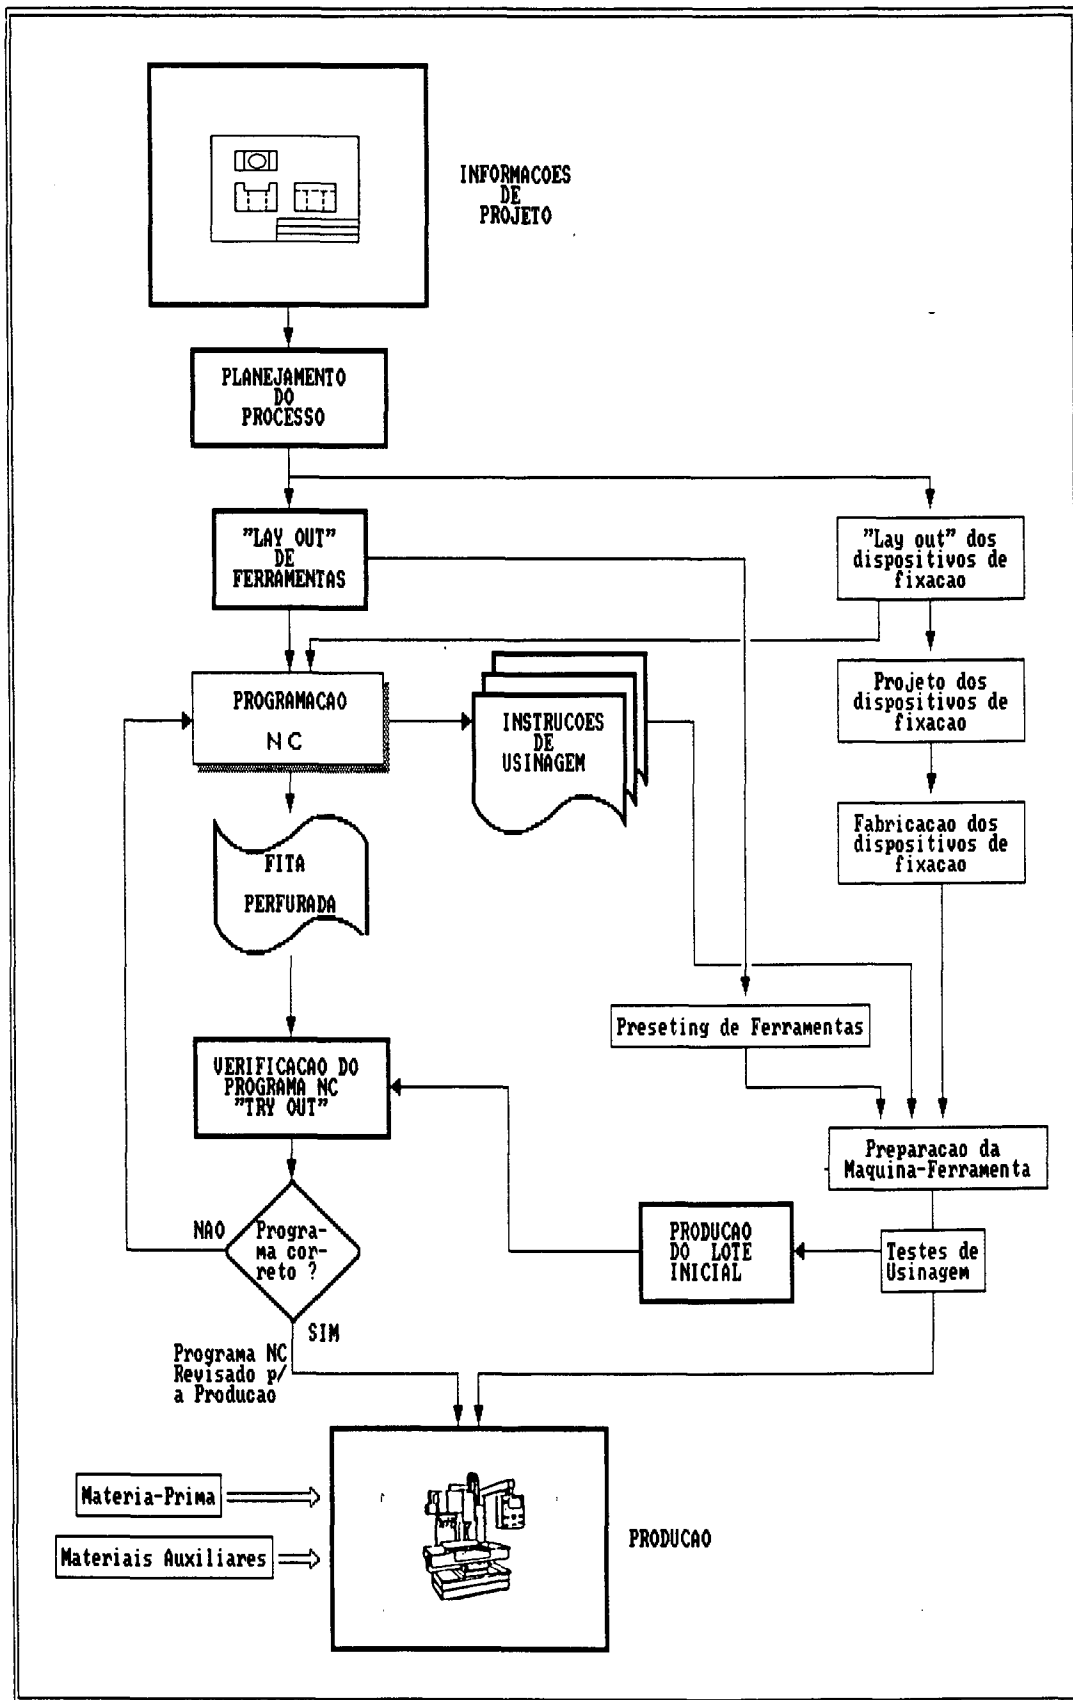 INFORMACOES
DE
PROJETO
PLANEJAMENTO
DO
PROCESSO
"LAY OUT"
DE
FERRAMENTAS
"Lay out" dos
dispositivos de
fixacao
PROGRAMACAO
NC
INSTRUCOES
DE
USINAGEM
Projeto dos
dispositivos de
fixacao
FITA
PERFURADA
Fabricacao dos
dispositivos de
fixacao
Preseting de Ferramentas
VERIFICACAO DO
PROGRAMA NC
"TRY OUT"
Preparacao da
Maquina-Ferramenta
NAO
Progra-
ma cor-
reto ?
PRODUCAO
DO LOTE
INICIAL
Testes de
Usinagem
SIM
Programa NC
Revisado p/
a Producao
Materia-Prima
Materiais Auxiliares
PRODUCAO